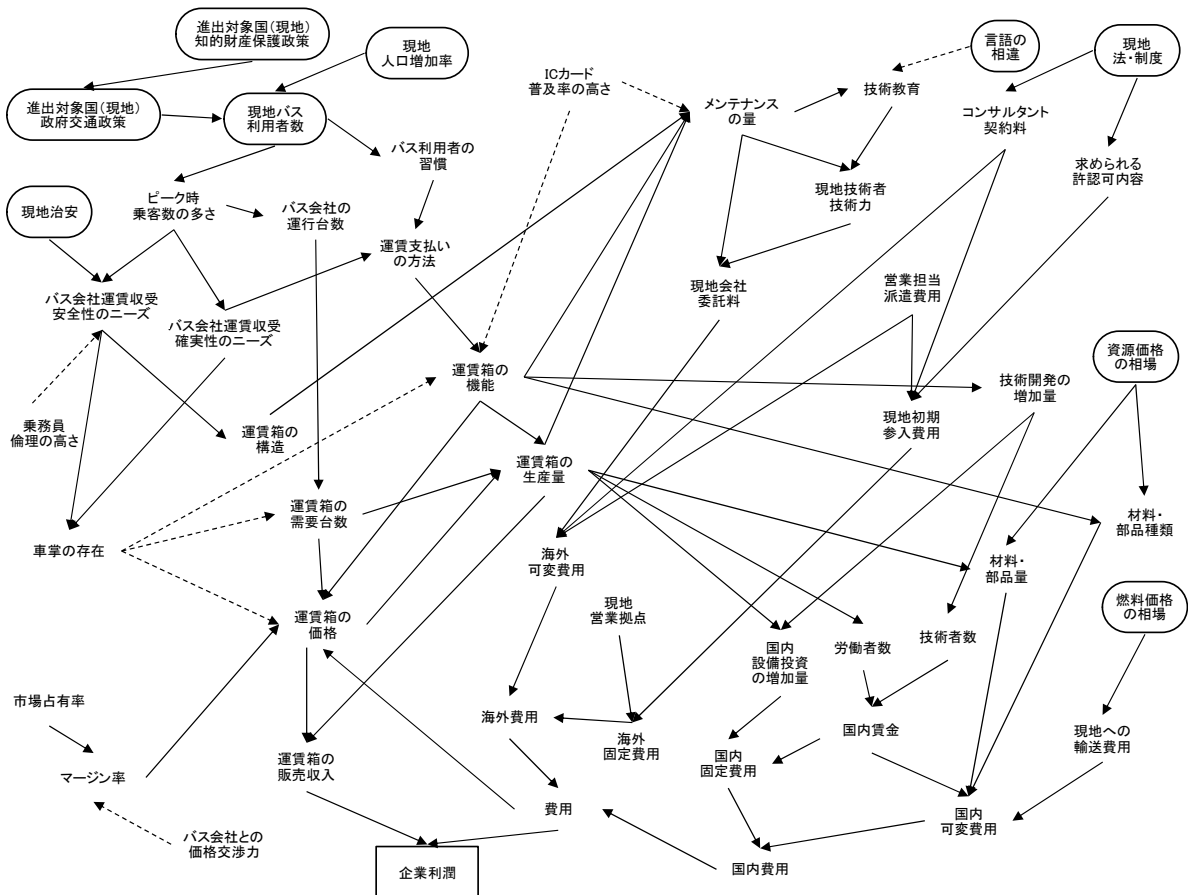 進出対象国(現地)
知的財産保護政策
現地
人口増加率
言語の
相違
現地
法・制度
ICカード
普及率の高さ
進出対象国(現地)
政府交通政策
現地バス
利用者数
メンテナンス
の量
技術教育
コンサルタント
契約料
バス利用者の
習慣
求められる
許認可内容
現地治安
ピーク時
乗客数の多さ
バス会社の
運行台数
現地技術者
技術力
運賃支払い
の方法
バス会社運賃収受
安全性のニーズ
バス会社運賃収受
確実性のニーズ
現地会社
委託料
営業担当
派遣費用
運賃箱の
機能
技術開発の
増加量
資源価格
の相場
乗務員
倫理の高さ
運賃箱の
構造
現地初期
参入費用
運賃箱の
生産量
運賃箱の
需要台数
材料・
部品種類
車掌の存在
海外
可変費用
材料・
部品量
運賃箱の
価格
現地
営業拠点
燃料価格
の相場
国内
設備投資
の増加量
労働者数
技術者数
市場占有率
海外費用
海外
固定費用
国内賃金
現地への
輸送費用
マージン率
運賃箱の
販売収入
国内
固定費用
費用
国内
可変費用
バス会社との
価格交渉力
企業利潤
国内費用